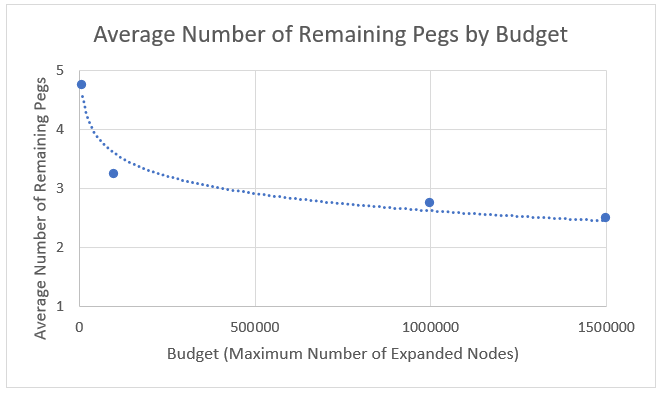 Average Number of Remaining Pegs by Budget
Average Number of Remaining Pegs
5
4
3
2
1
0 500000 1000000 1500000
Budget (Maximum Number of Expanded Nodes)